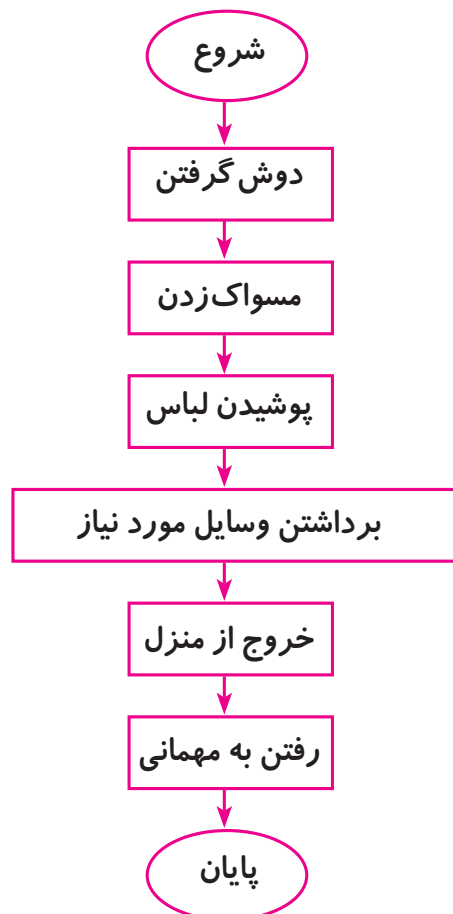 شروع
دوش گرفتن
مسواک زدن
پوشیدن لباس
برداشتن وسایل مورد نیاز
خروج از منزل
رفتن به مهمانی
پایان